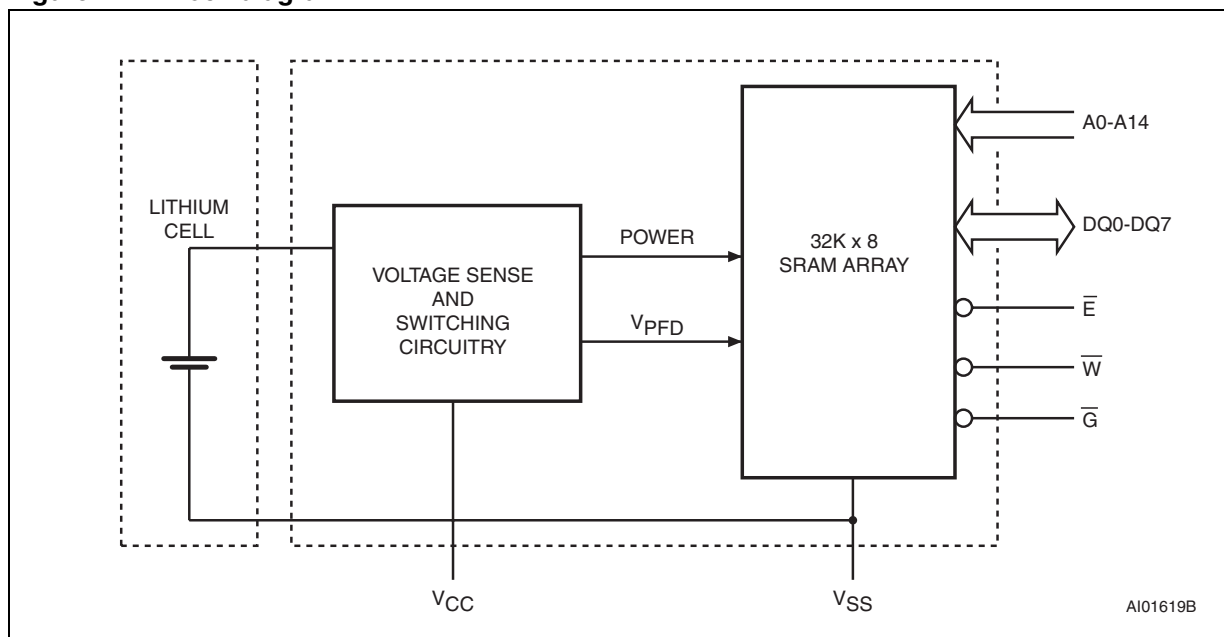 LITHIUM
CELL
VOLTAGE SENSE
AND
SWITCHING
CIRCUITRY
POWER
VPFD
32K x 8
SRAM ARRAY
A0-A14
DQ0-DQ7
E̅
W̅
G̅
VCC
VSS
AI01619B